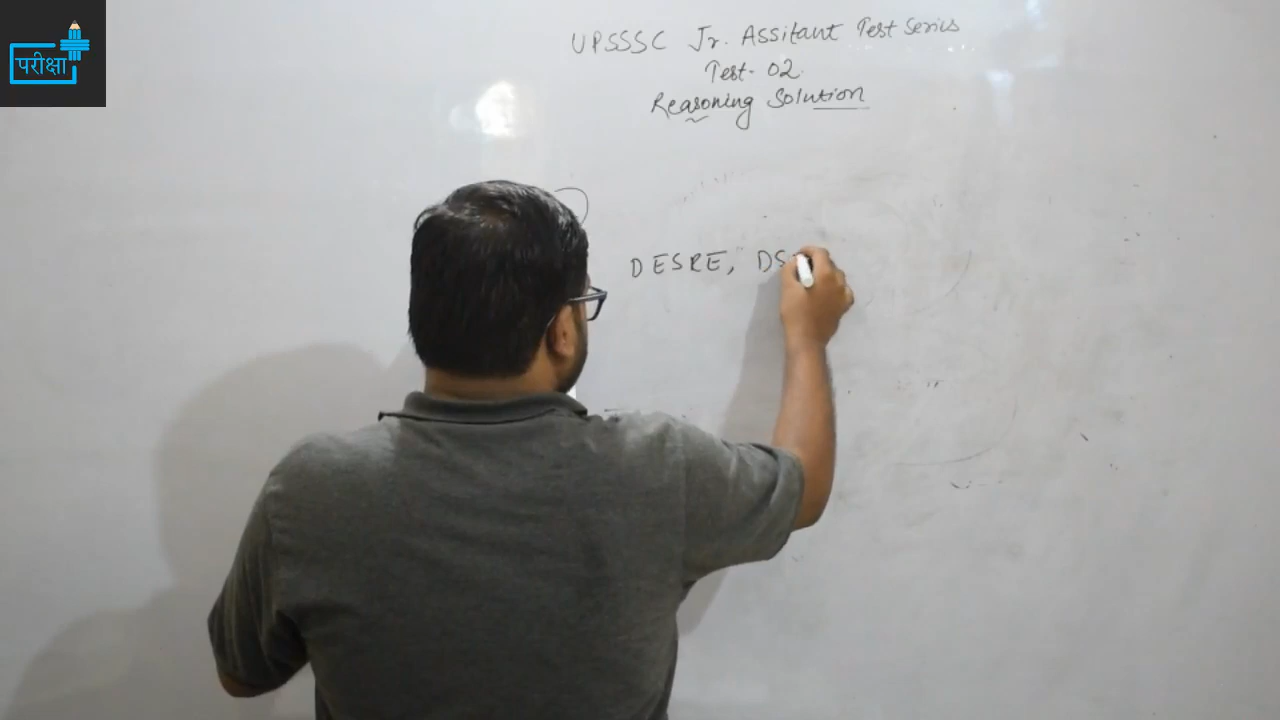 परीक्षा
UPSSSC Jr. Assitant Test Series
Test- 02.
Reasoning Solution
DESRE, DS